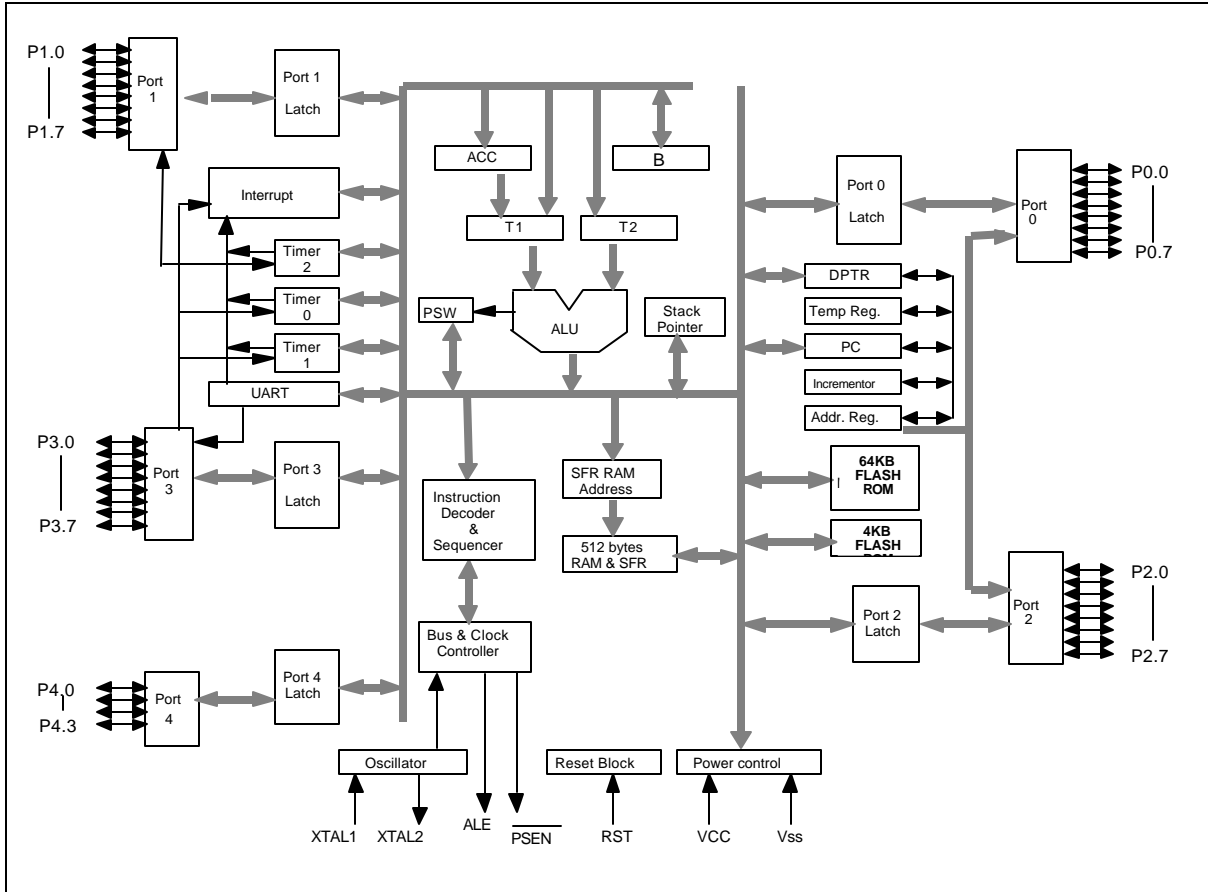 P1.0
P1.7
Port
1
Port 1
Latch
ACC
B
Interrupt
T1
T2
Timer
2
Timer
0
Timer
1
UART
PSW
ALU
Stack
Pointer
Port 0
Latch
Port
0
P0.0
P0.7
DPTR
Temp Reg.
PC
Incrementor
Addr. Reg.
P3.0
P3.7
Port
3
Port 3
Latch
Instruction
Decoder
&
Sequencer
SFR RAM
Address
512 bytes
RAM & SFR
64KB
FLASH
ROM
4KB
FLASH
ROM
Port 2
Latch
Port
2
P2.0
P2.7
Bus & Clock
Controller
P4.0
P4.3
Port
4
Port 4
Latch
Oscillator
Reset Block
Power control
XTAL1
XTAL2
ALE
PSEN
RST
VCC
Vss